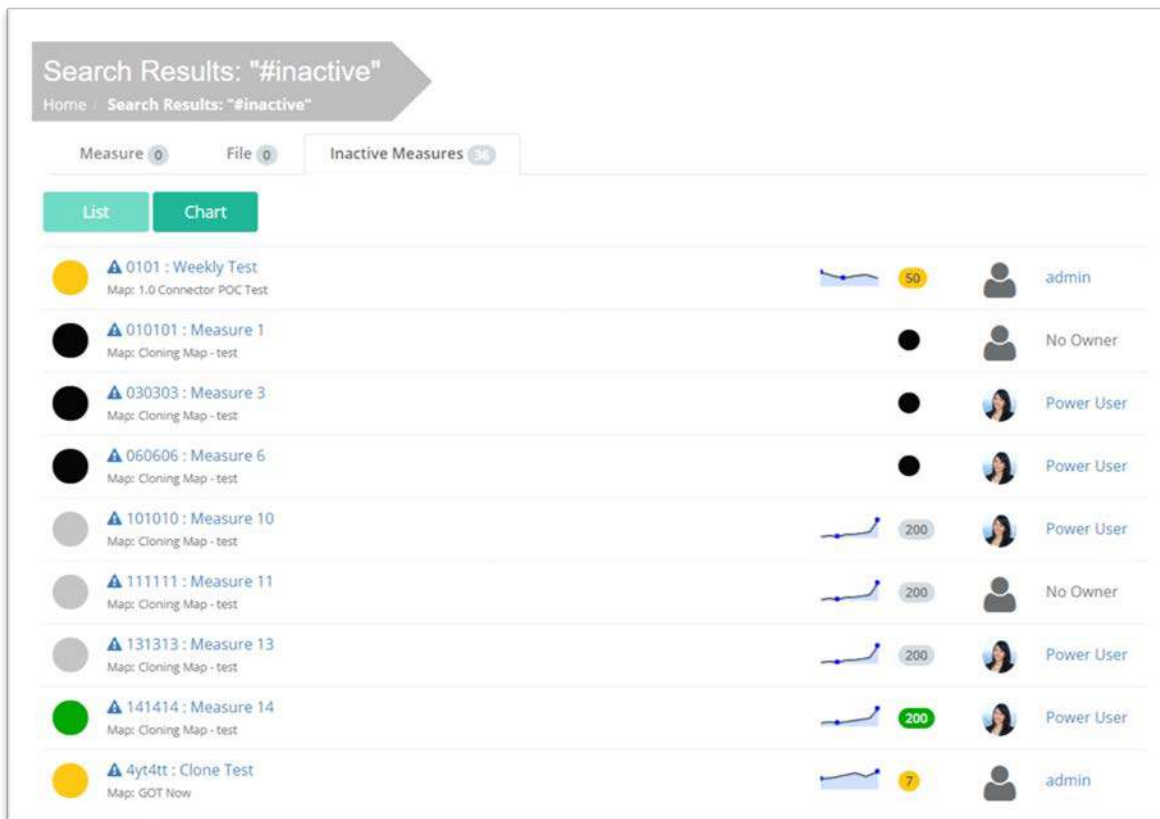 Search Results: "#inactive"
Home / Search Results: "#inactive"
Measure 0 File 0 Inactive Measures 36
List Chart
0101 : Weekly Test
Map: 1.0 Connector POC Test
50 admin
010101 : Measure 1
Map: Cloning Map - test
No Owner
030303 : Measure 3
Map: Cloning Map - test
Power User
060606 : Measure 6
Map: Cloning Map - test
Power User
101010 : Measure 10
Map: Cloning Map - test
200 Power User
111111 : Measure 11
Map: Cloning Map - test
200 No Owner
131313 : Measure 13
Map: Cloning Map - test
200 Power User
141414 : Measure 14
Map: Cloning Map - test
200 Power User
4yt4tt : Clone Test
Map: GOT Now
7 admin